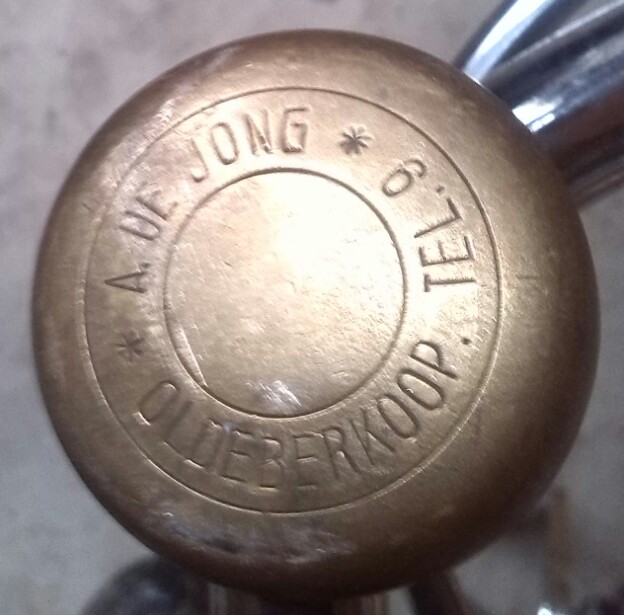 * A. DE JONG *
OLDEBERKOOP. TEL. 9